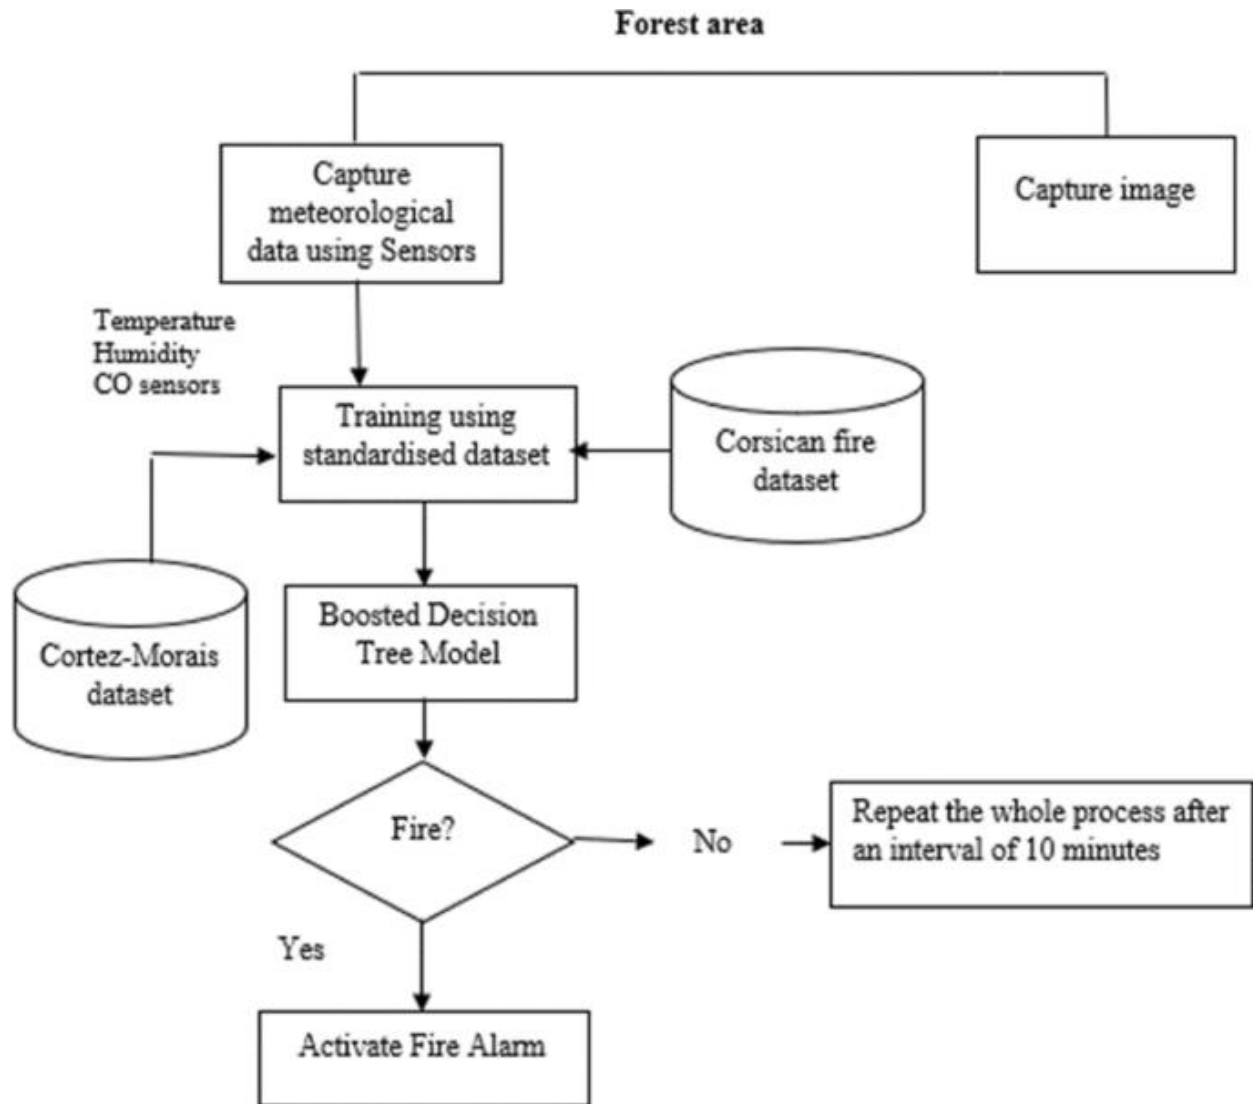 Forest area
Capture
meteorological
data using Sensors
Capture image
Temperature
Humidity
CO sensors
Training using
standardised dataset
Corsican fire
dataset
Cortez-Morais
dataset
Boosted Decision
Tree Model
Fire?
No
Repeat the whole process after
an interval of 10 minutes
Yes
Activate Fire Alarm